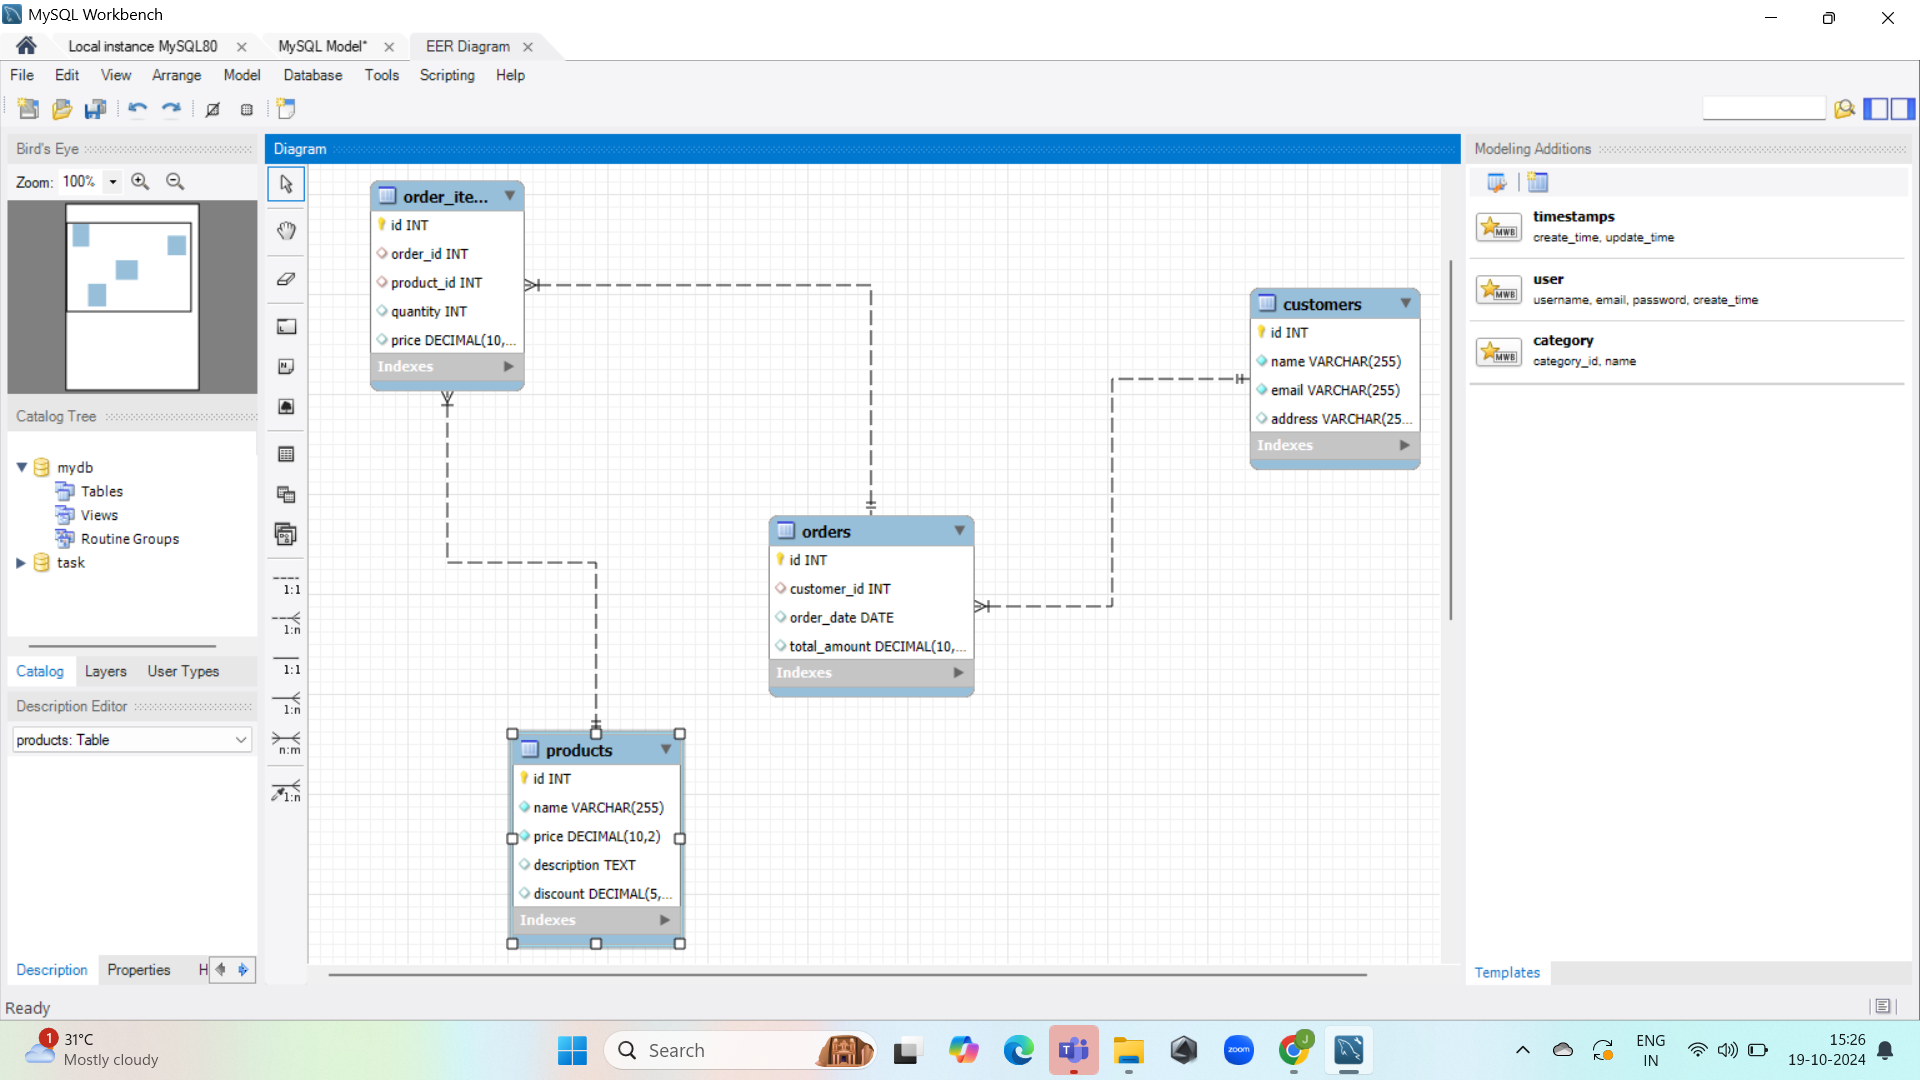 MySQL Workbench
Local instance MySQL80
MySQL Model*
EER Diagram
File Edit View Arrange Model Database Tools Scripting Help
Bird's Eye
Zoom: 100%
Catalog Tree
mydb
Tables
Views
Routine Groups
task
Catalog Layers User Types
Description Editor
products: Table
Description Properties H
Ready
Diagram
1:1
1:n
1:1
1:n
n:m
1:n
order_ite...
id INT
order_id INT
product_id INT
quantity INT
price DECIMAL(10,...
Indexes
customers
id INT
name VARCHAR(255)
email VARCHAR(255)
address VARCHAR(25...
Indexes
orders
id INT
customer_id INT
order_date DATE
total_amount DECIMAL(10,...
Indexes
products
id INT
name VARCHAR(255)
price DECIMAL(10,2)
description TEXT
discount DECIMAL(5,...
Indexes
Modeling Additions
MWB
timestamps
create_time, update_time
MWB
user
username, email, password, create_time
MWB
category
category_id, name
Templates
1
31°C
Mostly cloudy
Search
zoom
J
ENG
IN
15:26
19-10-2024